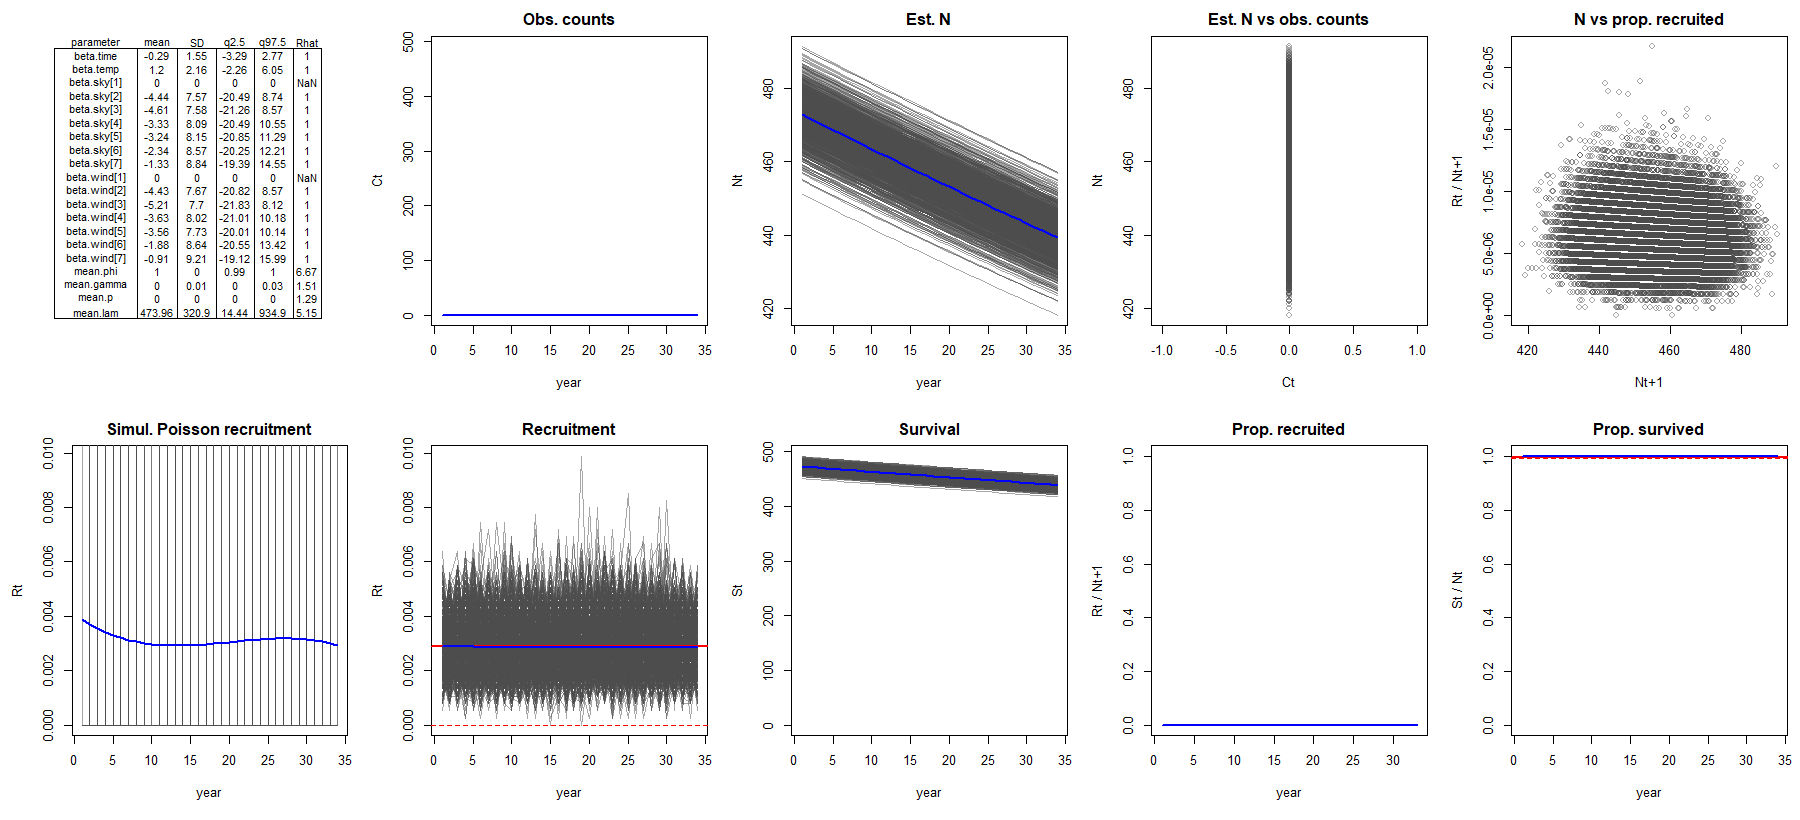 parameter mean SD q2.5 q97.5 Rhat
beta.time -0.29 1.55 -3.29 2.77 1
beta.temp 1.2 2.16 -2.26 6.05 1
beta.sky[1] 0 0 0 0 NaN
beta.sky[2] -4.44 7.57 -20.49 8.74 1
beta.sky[3] -4.61 7.58 -21.26 8.57 1
beta.sky[4] -3.33 8.09 -20.49 10.55 1
beta.sky[5] -3.24 8.15 -20.85 11.29 1
beta.sky[6] -2.34 8.57 -20.25 12.21 1
beta.sky[7] -1.33 8.84 -19.39 14.55 1
beta.wind[1] 0 0 0 0 NaN
beta.wind[2] -4.43 7.67 -20.82 8.57 1
beta.wind[3] -5.21 7.7 -21.83 8.12 1
beta.wind[4] -3.63 8.02 -21.01 10.18 1
beta.wind[5] -3.56 7.73 -20.01 10.14 1
beta.wind[6] -1.88 8.64 -20.55 13.42 1
beta.wind[7] -0.91 9.21 -19.12 15.99 1
mean.phi 1 0 0.99 1 6.67
mean.gamma 0 0.01 0 0.03 1.51
mean.p 0 0 0 0 1.29
mean.lam 473.96 320.9 14.44 934.9 5.15
Obs. counts
Ct
500
400
300
200
100
0
0 5 10 15 20 25 30 35
year
Est. N
Nt
480
460
440
420
0 5 10 15 20 25 30 35
year
Est. N vs obs. counts
Nt
480
460
440
420
-1.0 -0.5 0.0 0.5 1.0
Ct
N vs prop. recruited
Rt / Nt+1
2.0e-05
1.5e-05
1.0e-05
5.0e-06
0.0e+00
420 440 460 480
Nt+1
Simul. Poisson recruitment
Rt
0.010
0.008
0.006
0.004
0.002
0.000
0 5 10 15 20 25 30 35
year
Recruitment
Rt
0.010
0.008
0.006
0.004
0.002
0.000
0 5 10 15 20 25 30 35
year
Survival
St
500
400
300
200
100
0
0 5 10 15 20 25 30 35
year
Prop. recruited
Rt / Nt+1
1.0
0.8
0.6
0.4
0.2
0.0
0 5 10 15 20 25 30
year
Prop. survived
St / Nt
1.0
0.8
0.6
0.4
0.2
0.0
0 5 10 15 20 25 30 35
year